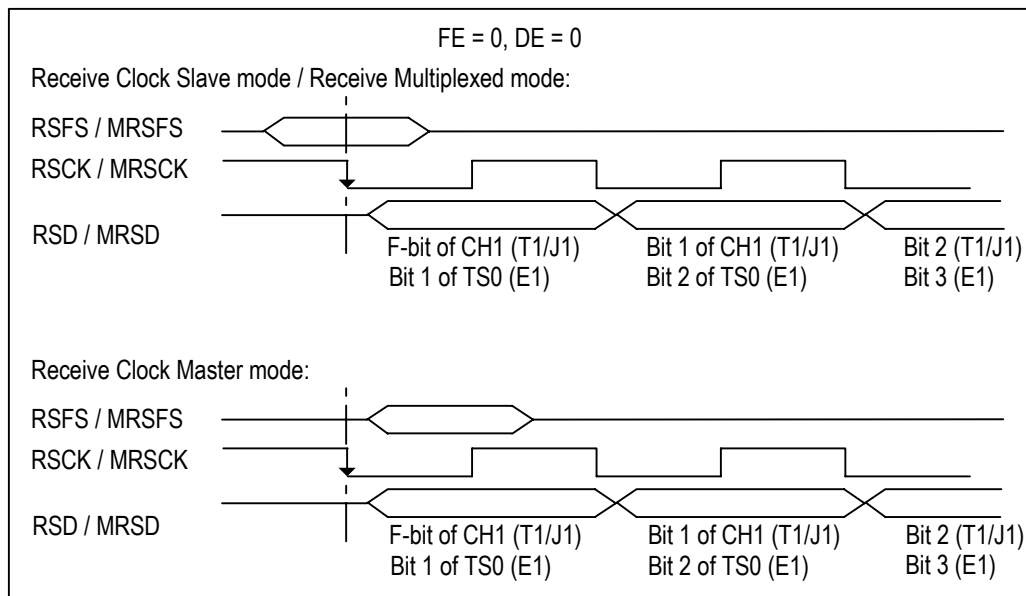 FE = 0, DE = 0
Receive Clock Slave mode / Receive Multiplexed mode:
RSFS / MRSFS
RSCK / MRSCK
RSD / MRSD
F-bit of CH1 (T1/J1) Bit 1 of CH1 (T1/J1) Bit 2 (T1/J1)
Bit 1 of TS0 (E1) Bit 2 of TS0 (E1) Bit 3 (E1)
Receive Clock Master mode:
RSFS / MRSFS
RSCK / MRSCK
RSD / MRSD
F-bit of CH1 (T1/J1) Bit 1 of CH1 (T1/J1) Bit 2 (T1/J1)
Bit 1 of TS0 (E1) Bit 2 of TS0 (E1) Bit 3 (E1)